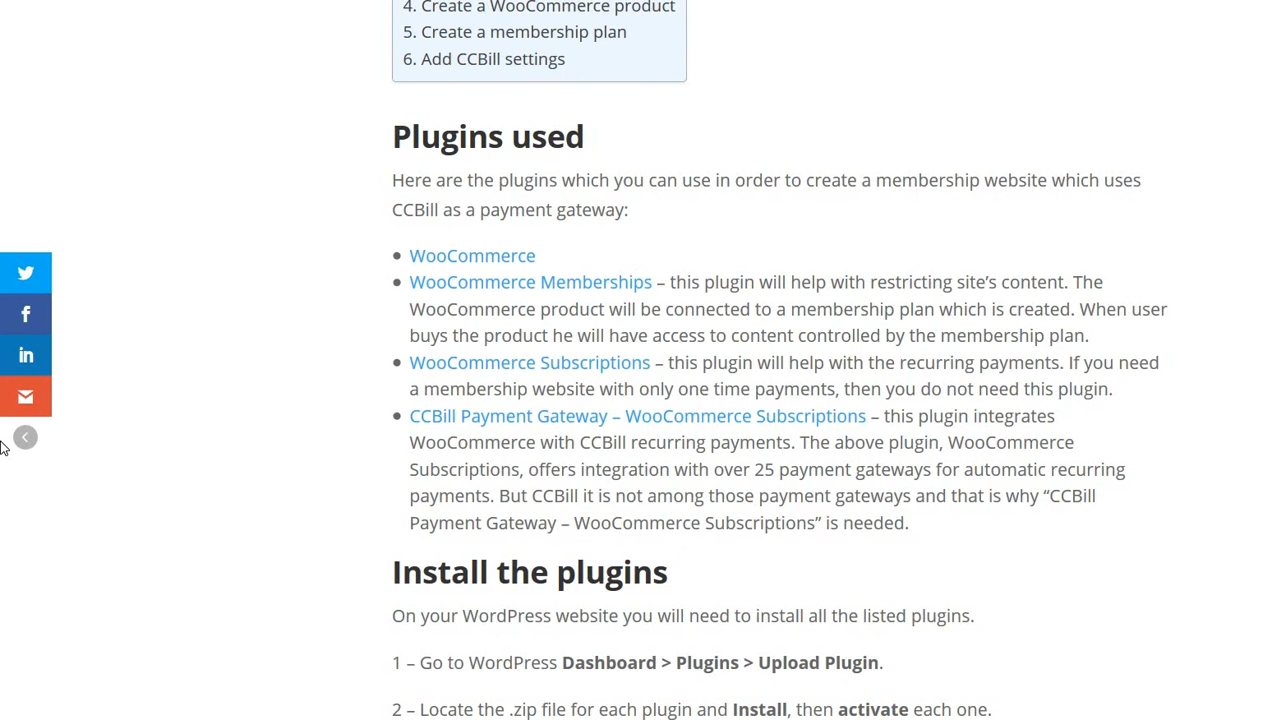 4. Create a WooCommerce product
5. Create a membership plan
6. Add CCBill settings
Plugins used
Here are the plugins which you can use in order to create a membership website which uses
CCBill as a payment gateway:
WooCommerce
WooCommerce Memberships – this plugin will help with restricting site’s content. The
WooCommerce product will be connected to a membership plan which is created. When user
buys the product he will have access to content controlled by the membership plan.
WooCommerce Subscriptions – this plugin will help with the recurring payments. If you need
a membership website with only one time payments, then you do not need this plugin.
CCBill Payment Gateway – WooCommerce Subscriptions – this plugin integrates
WooCommerce with CCBill recurring payments. The above plugin, WooCommerce
Subscriptions, offers integration with over 25 payment gateways for automatic recurring
payments. But CCBill it is not among those payment gateways and that is why “CCBill
Payment Gateway – WooCommerce Subscriptions” is needed.
Install the plugins
On your WordPress website you will need to install all the listed plugins.
1 – Go to WordPress Dashboard > Plugins > Upload Plugin.
2 – Locate the .zip file for each plugin and Install, then activate each one.